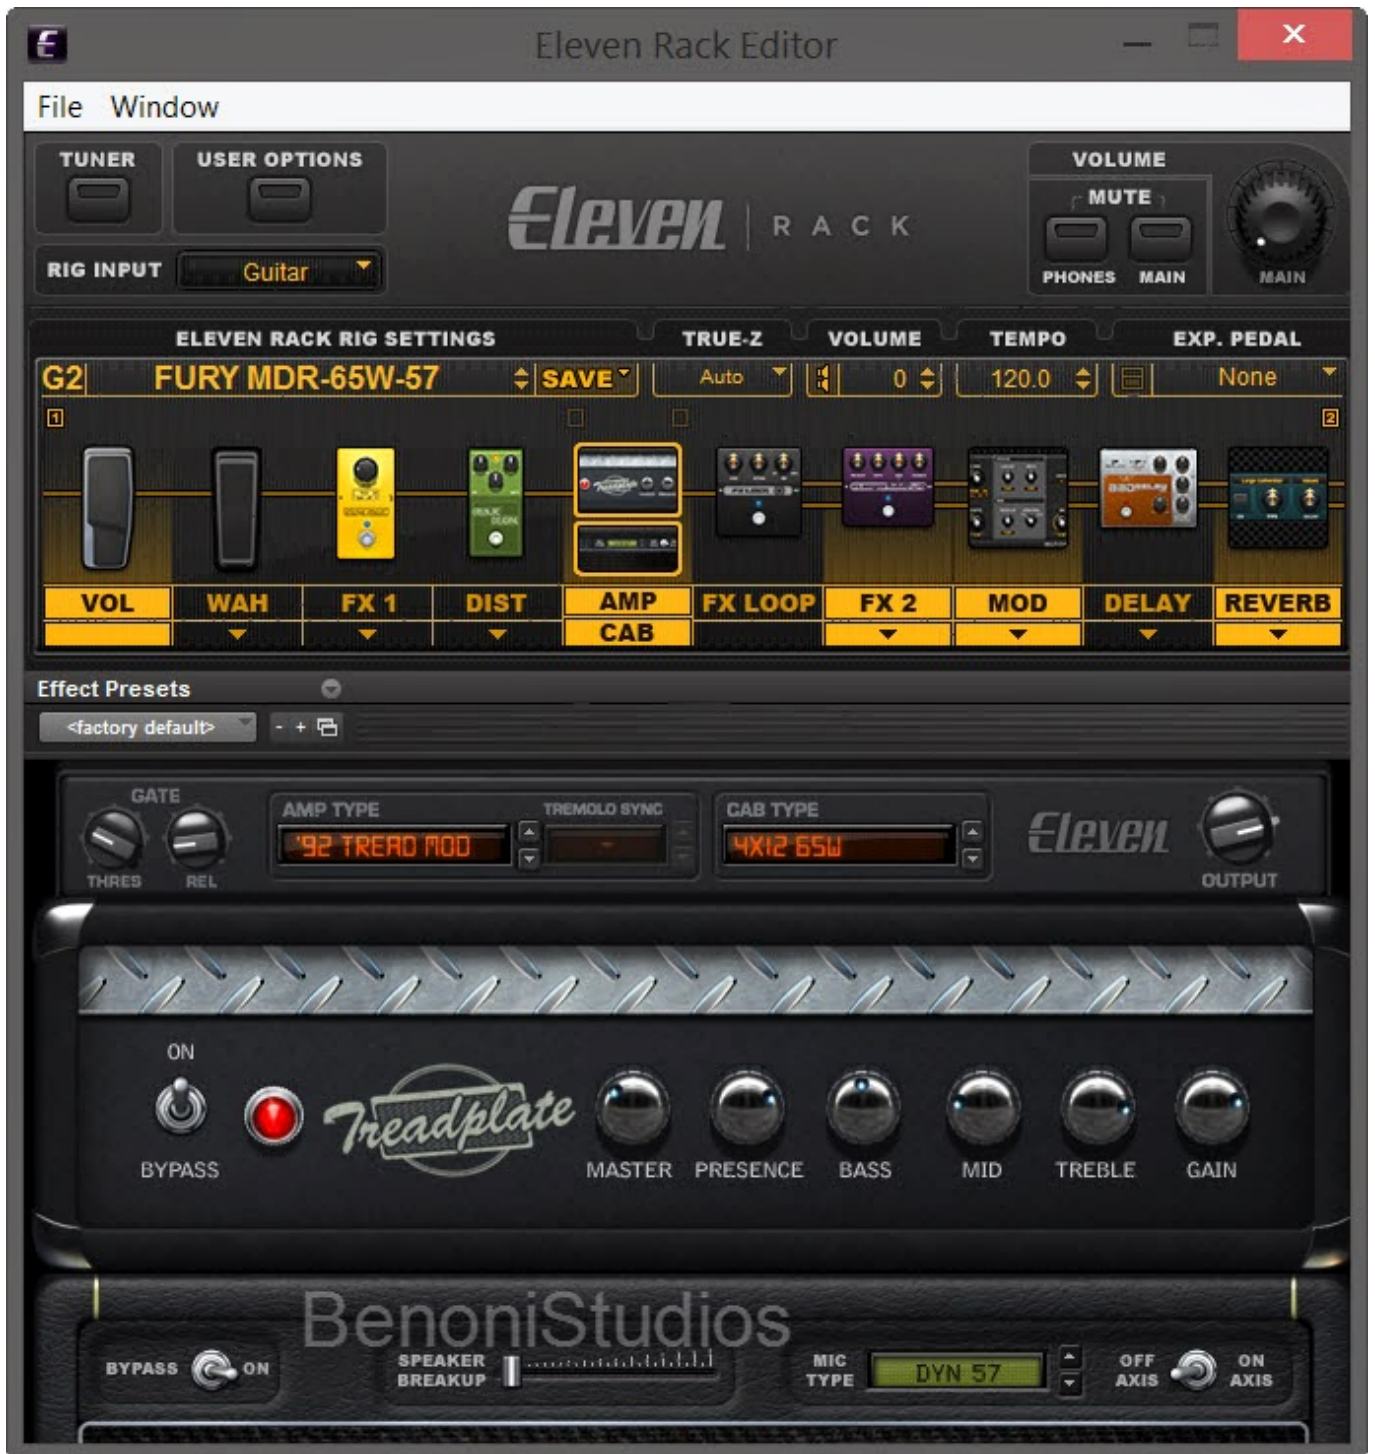 Eleven Rack Editor
File Window
TUNER
USER OPTIONS
RIG INPUT
Guitar
Eleven | RACK
VOLUME
MUTE
PHONES
MAIN
MAIN
ELEVEN RACK RIG SETTINGS
TRUE-Z
VOLUME
TEMPO
EXP. PEDAL
G2
FURY MDR-65W-57
SAVE
Auto
0
120.0
None
1
2
VOL
WAH
FX 1
DIST
AMP
FX LOOP
FX 2
MOD
DELAY
REVERB
CAB
Effect Presets
<factory default>
- +
GATE
THRES
REL
AMP TYPE
'92 TREAD MOD
TREMOLO SYNC
CAB TYPE
4X12 65W
Eleven
OUTPUT
ON
BYPASS
Treadplate
MASTER
PRESENCE
BASS
MID
TREBLE
GAIN
BenoniStudios
BYPASS
ON
SPEAKER
BREAKUP
MIC
TYPE
DYN 57
OFF
AXIS
ON
AXIS